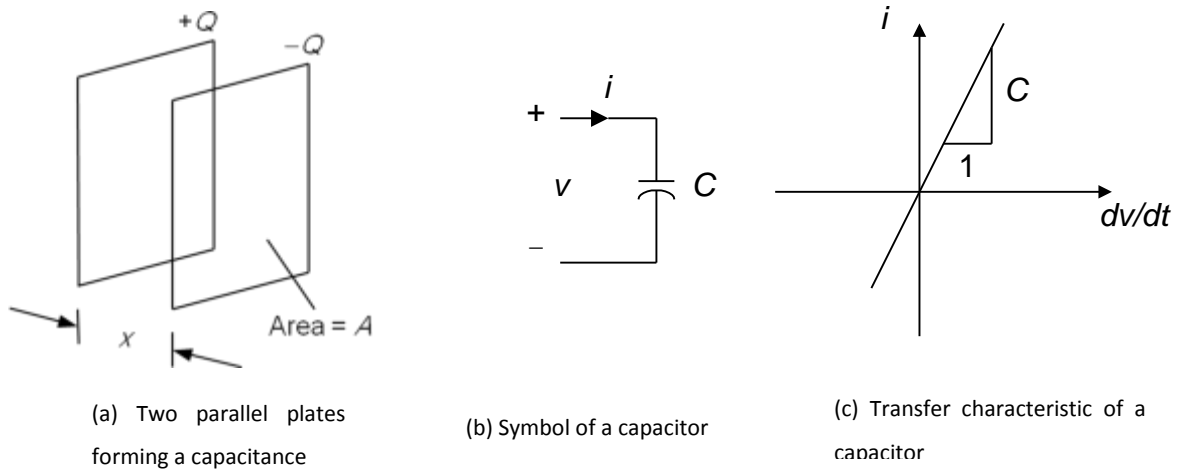 +Q
−Q
x
Area = A
(a) Two parallel plates
forming a capacitance
i
+
v
C
−
(b) Symbol of a capacitor
i
C
1
dv/dt
(c) Transfer characteristic of a
capacitor